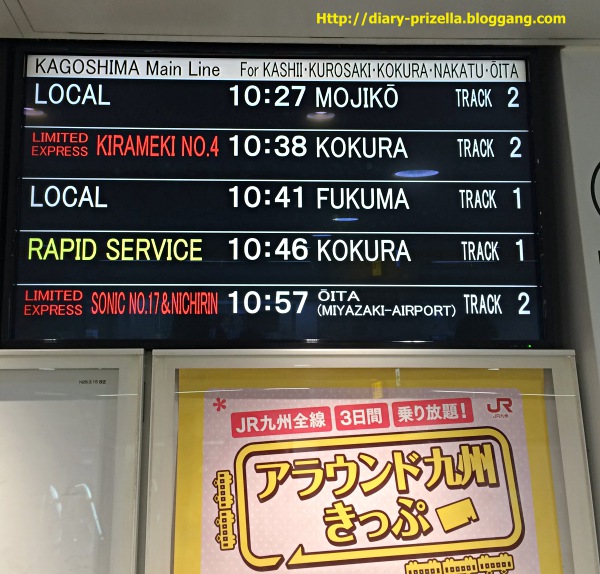 Http://diary-prizella.bloggang.com
KAGOSHIMA Main Line For KASHII・KUROSAKI・KOKURA・NAKATU・ŌITA
LOCAL 10:27 MOJIKŌ TRACK 2
LIMITED EXPRESS KIRAMEKI NO.4 10:38 KOKURA TRACK 2
LOCAL 10:41 FUKUMA TRACK 1
RAPID SERVICE 10:46 KOKURA TRACK 1
LIMITED EXPRESS SONIC NO.17&NICHIRIN 10:57 ŌITA (MIYAZAKI-AIRPORT) TRACK 2
JR九州全線 3日間 乗り放題!
JR
JR九州
アラウンド九州
きっぷ